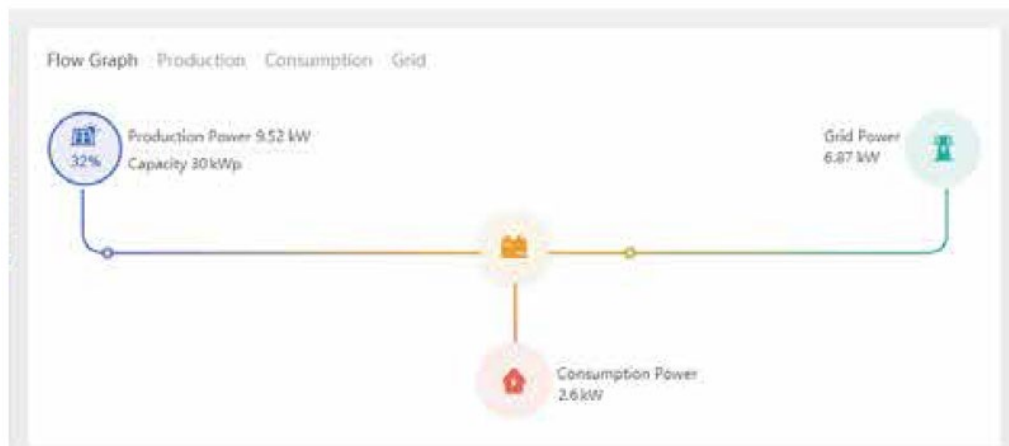 Flow Graph Production Consumption Grid
32%
Production Power 9.52 kW
Capacity 30 kWp
Grid Power
6.87 kW
Consumption Power
2.6 kW